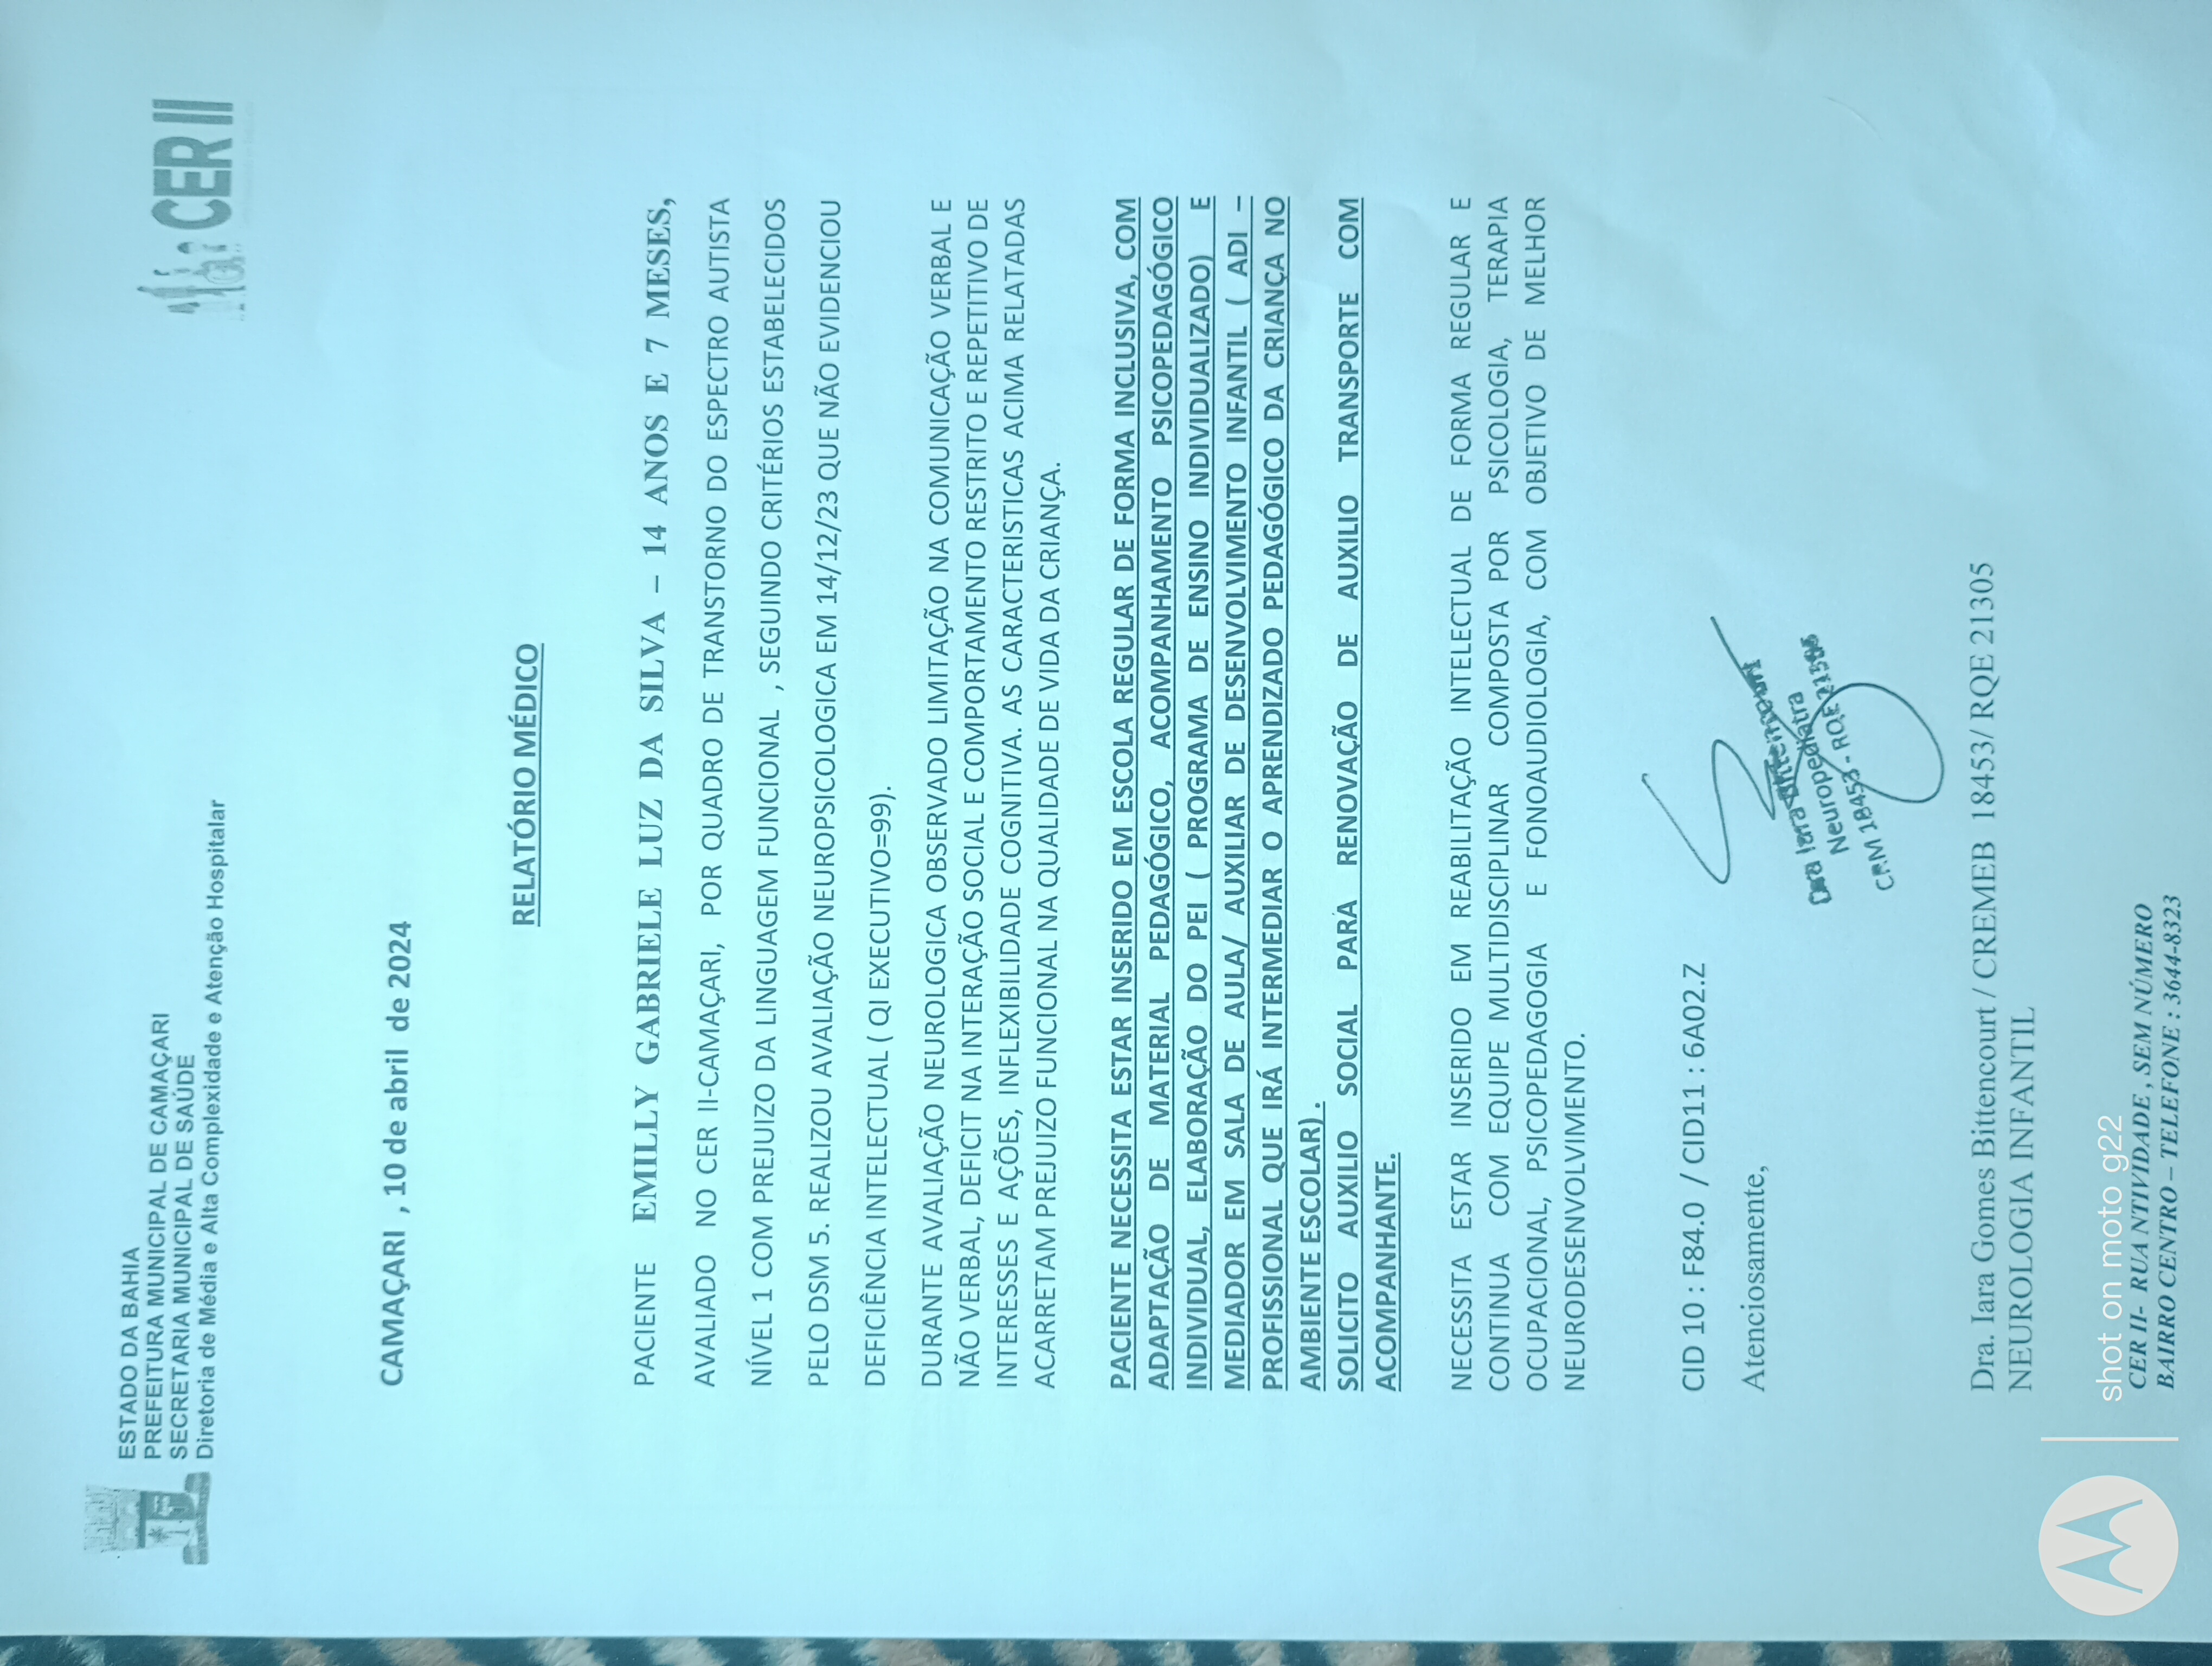 ESTADO DA BAHIA
PREFEITURA MUNICIPAL DE CAMAÇARI
SECRETARIA MUNICIPAL DE SAÚDE
Diretoria de Média e Alta Complexidade e Atenção Hospitalar
CER II
CAMAÇARI , 10 de abril de 2024
RELATÓRIO MÉDICO
PACIENTE EMILLY GABRIELE LUZ DA SILVA – 14 ANOS E 7 MESES,
AVALIADO NO CER II-CAMAÇARI, POR QUADRO DE TRANSTORNO DO ESPECTRO AUTISTA
NÍVEL 1 COM PREJUIZO DA LINGUAGEM FUNCIONAL , SEGUINDO CRITÉRIOS ESTABELECIDOS
PELO DSM 5. REALIZOU AVALIAÇÃO NEUROPSICOLOGICA EM 14/12/23 QUE NÃO EVIDENCIOU
DEFICIÊNCIA INTELECTUAL ( QI EXECUTIVO=99).
DURANTE AVALIAÇÃO NEUROLOGICA OBSERVADO LIMITAÇÃO NA COMUNICAÇÃO VERBAL E
NÃO VERBAL, DEFICIT NA INTERAÇÃO SOCIAL E COMPORTAMENTO RESTRITO E REPETITIVO DE
INTERESSES E AÇÕES, INFLEXIBILIDADE COGNITIVA. AS CARACTERISTICAS ACIMA RELATADAS
ACARRETAM PREJUIZO FUNCIONAL NA QUALIDADE DE VIDA DA CRIANÇA.
PACIENTE NECESSITA ESTAR INSERIDO EM ESCOLA REGULAR DE FORMA INCLUSIVA, COM
ADAPTAÇÃO DE MATERIAL PEDAGÓGICO, ACOMPANHAMENTO PSICOPEDAGÓGICO
INDIVIDUAL, ELABORAÇÃO DO PEI ( PROGRAMA DE ENSINO INDIVIDUALIZADO) E
MEDIADOR EM SALA DE AULA/ AUXILIAR DE DESENVOLVIMENTO INFANTIL ( ADI –
PROFISSIONAL QUE IRÁ INTERMEDIAR O APRENDIZADO PEDAGÓGICO DA CRIANÇA NO
AMBIENTE ESCOLAR) .
SOLICITO AUXILIO SOCIAL PARA RENOVAÇÃO DE AUXILIO TRANSPORTE COM
ACOMPANHANTE.
NECESSITA ESTAR INSERIDO EM REABILITAÇÃO INTELECTUAL DE FORMA REGULAR E
CONTINUA COM EQUIPE MULTIDISCIPLINAR COMPOSTA POR PSICOLOGIA, TERAPIA
OCUPACIONAL, PSICOPEDAGOGIA E FONOAUDIOLOGIA, COM OBJETIVO DE MELHOR
NEURODESENVOLVIMENTO.
CID 10 : F84.0 / CID11 : 6A02.Z
Atenciosamente,
Dra Iara Bittencourt
Neuropediatra
CRM 18453 - RQE
Dra. Iara Gomes Bittencourt / CREMEB 18453/ RQE 21305
NEUROLOGIA INFANTIL
shot on moto g22
CER II- RUA NTIVIDADE , SEM NÚMERO
BAIRRO CENTRO – TELEFONE : 3644-8323